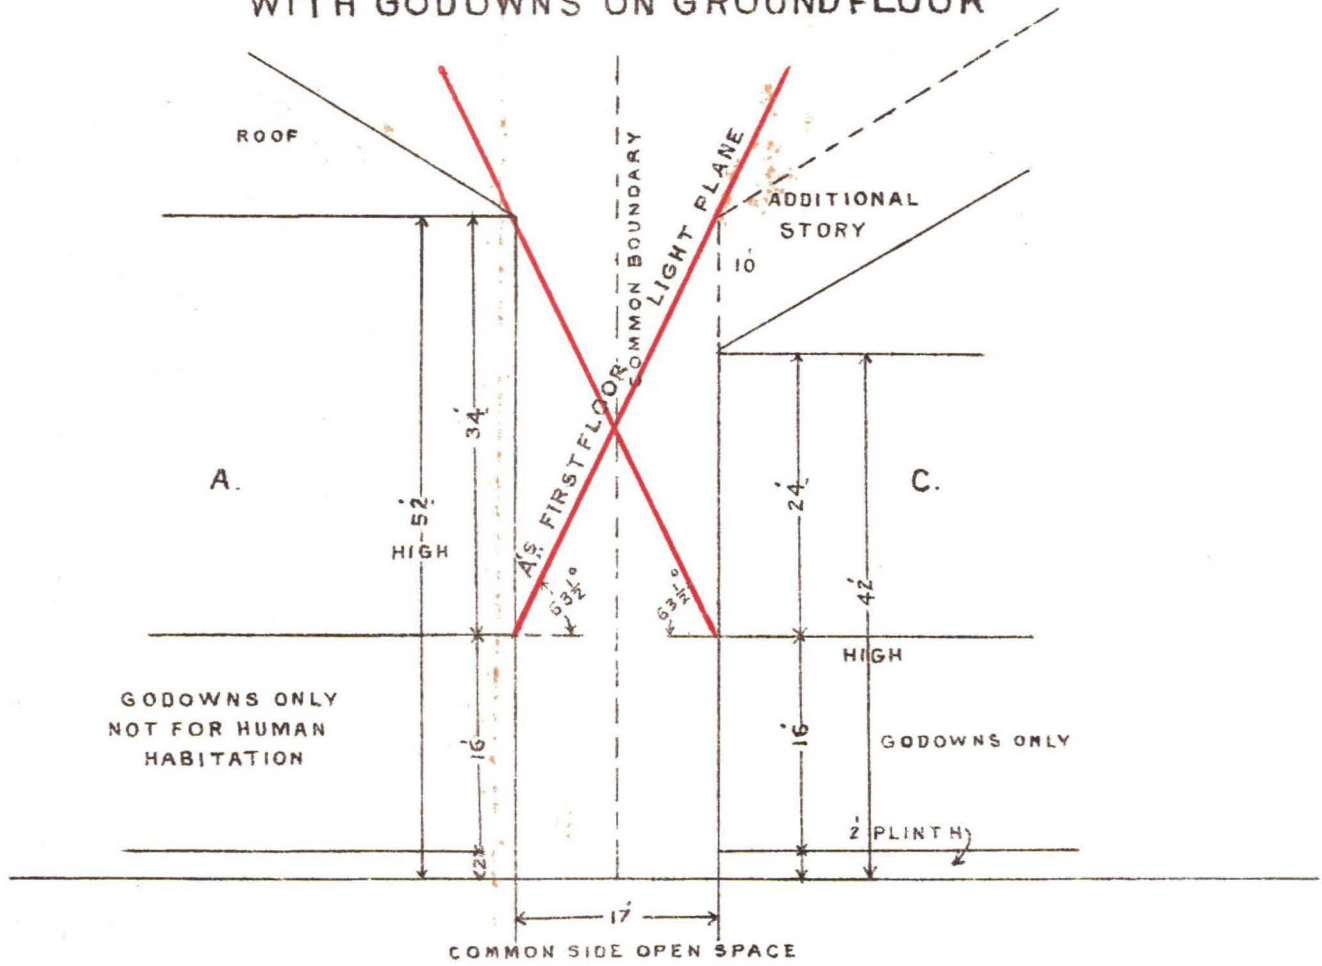 WITH GODOWNS ON GROUNDFLOOR
ROOF
COMMON BOUNDARY
A'S. FIRST FLOOR LIGHT PLANE
ADDITIONAL
STORY
10'
34'
52'
HIGH
A.
24'
C.
42'
HIGH
63½°
63½°
GODOWNS ONLY
NOT FOR HUMAN
HABITATION
16'
16'
GODOWNS ONLY
2' PLINTH
2'
17'
COMMON SIDE OPEN SPACE